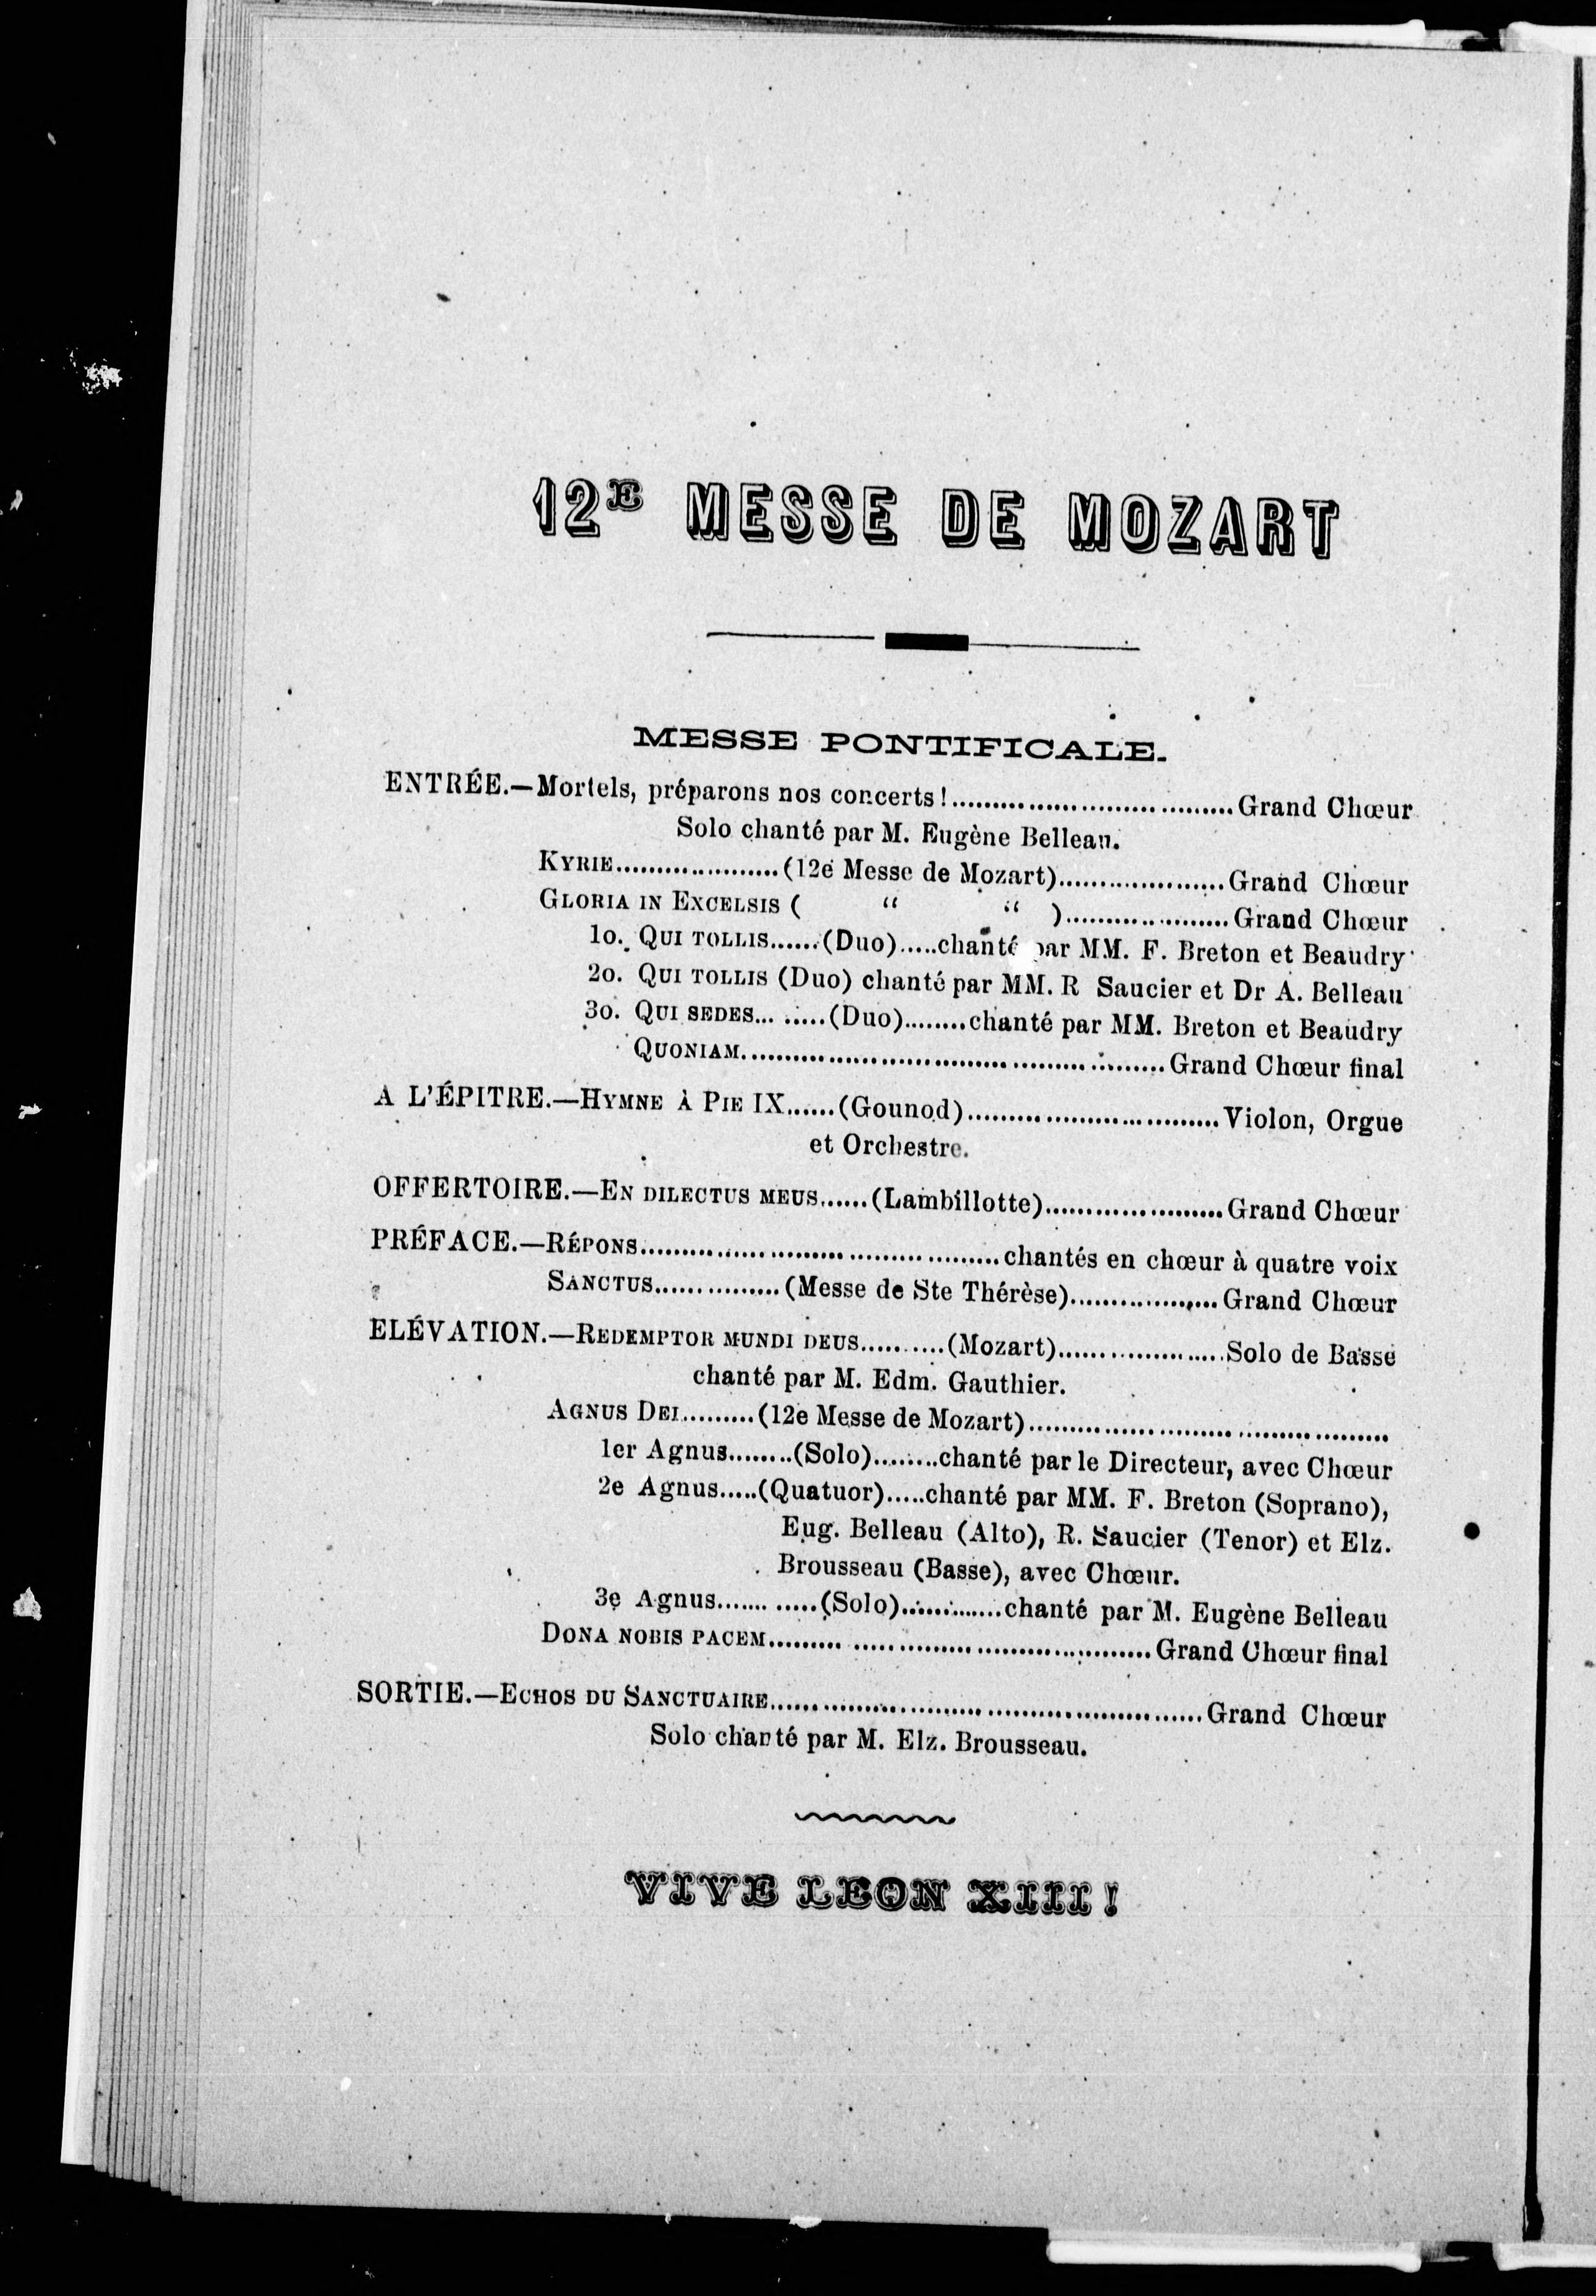 12E MESSE DE MOZART
MESSE PONTIFICALE.
ENTRÉE.—Mortels, préparons nos concerts !..............................Grand Chœur
Solo chanté par M. Eugène Belleau.
KYRIE...................(12e Messe de Mozart)...................Grand Chœur
GLORIA IN EXCELSIS ( “ “ )...................Grand Chœur
1o. QUI TOLLIS......(Duo).....chanté par MM. F. Breton et Beaudry
2o. QUI TOLLIS (Duo) chanté par MM. R Saucier et Dr A. Belleau
3o. QUI SEDES... .....(Duo)........chanté par MM. Breton et Beaudry
QUONIAM..................................................Grand Chœur final
A L'ÉPITRE.—HYMNE À PIE IX......(Gounod)..............................Violon, Orgue
et Orchestre.
OFFERTOIRE.—EN DILECTUS MEUS......(Lambillotte).....................Grand Chœur
PRÉFACE.—RÉPONS..........................................chantés en chœur à quatre voix
SANCTUS...............(Messe de Ste Thérèse)..................Grand Chœur
ELÉVATION.—REDEMPTOR MUNDI DEUS..........(Mozart)....................Solo de Basse
chanté par M. Edm. Gauthier.
AGNUS DEI.........(12e Messe de Mozart)..........................................
1er Agnus........(Solo)........chanté par le Directeur, avec Chœur
2e Agnus.....(Quatuor).....chanté par MM. F. Breton (Soprano),
Eug. Belleau (Alto), R. Saucier (Tenor) et Elz.
Brousseau (Basse), avec Chœur.
3e Agnus....... .....(Solo)............chanté par M. Eugène Belleau
DONA NOBIS PACEM......... ....................................Grand Chœur final
SORTIE.—ECHOS DU SANCTUAIRE..................................................Grand Chœur
Solo chanté par M. Elz. Brousseau.
VIVE LEON XIII !